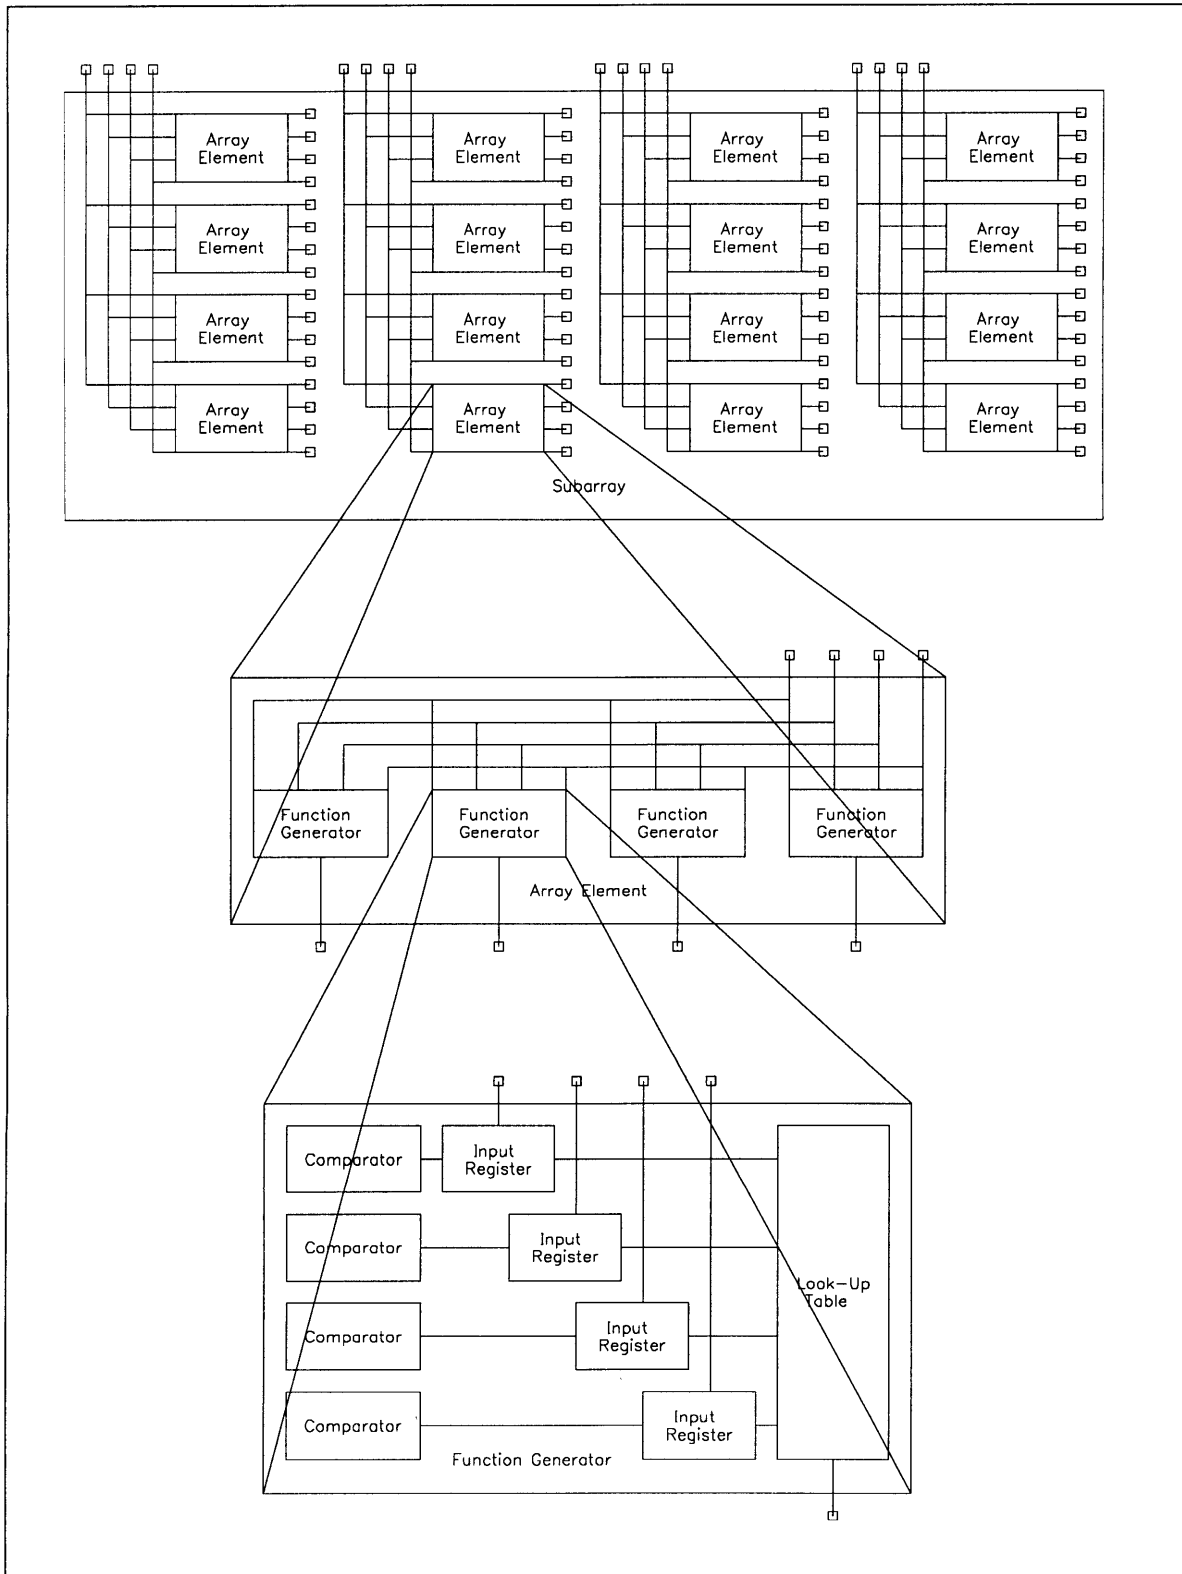 Array Array Array Array
Element Element Element Element
Array Array Array Array
Element Element Element Element
Array Array Array Array
Element Element Element Element
Array Array Array Array
Element Element Element Element
Subarray
Function Function Function Function
Generator Generator Generator Generator
Array Element
Comparator
Input
Register
Comparator
Input
Register
Look-Up
Table
Comparator
Input
Register
Comparator
Input
Register
Function Generator